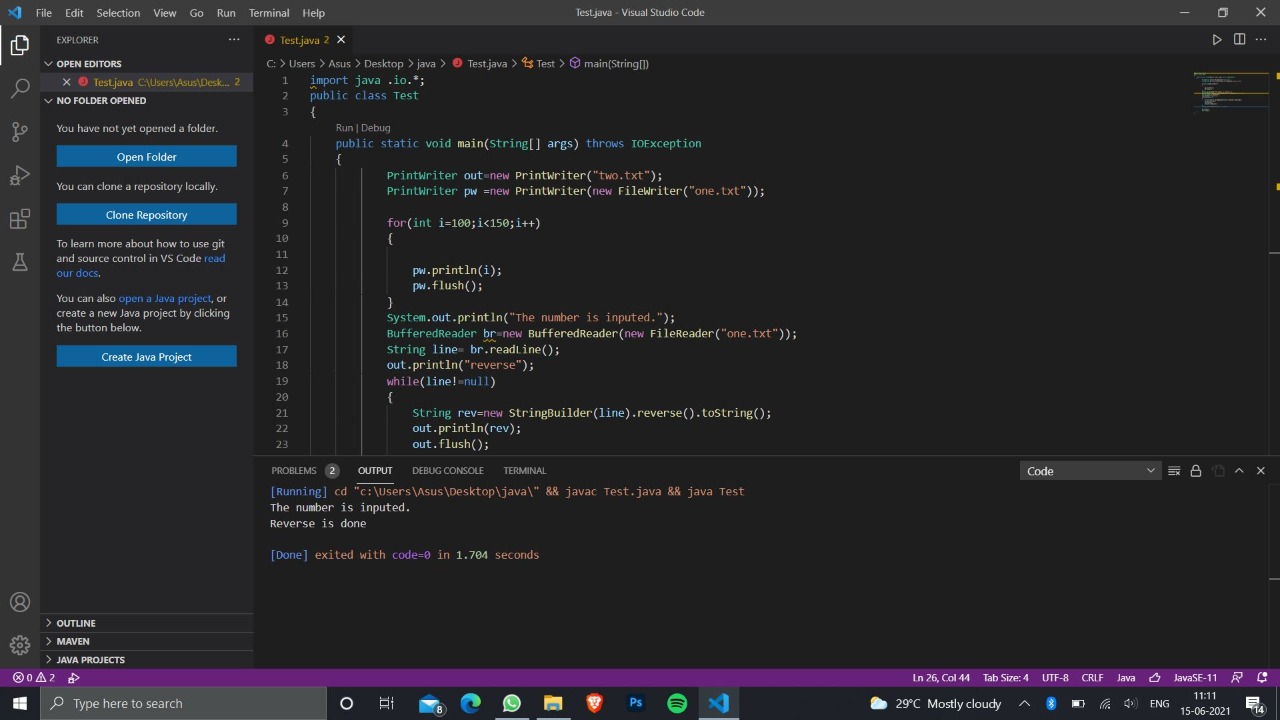 File Edit Selection View Go Run Terminal Help
Test.java - Visual Studio Code
EXPLORER
OPEN EDITORS
Test.java C:\Users\Asus\Desk... 2
NO FOLDER OPENED
You have not yet opened a folder.
Open Folder
You can clone a repository locally.
Clone Repository
To learn more about how to use git
and source control in VS Code read
our docs.
You can also open a Java project, or
create a new Java project by clicking
the button below.
Create Java Project
OUTLINE
MAVEN
JAVA PROJECTS
Test.java 2
C: > Users > Asus > Desktop > java > Test.java > Test > main(String[])
1 import java .io.*;
2 public class Test
3 {
Run | Debug
4 public static void main(String[] args) throws IOException
5 {
6 PrintWriter out=new PrintWriter("two.txt");
7 PrintWriter pw =new PrintWriter(new FileWriter("one.txt"));
8
9 for(int i=100;i<150;i++)
10 {
11
12 pw.println(i);
13 pw.flush();
14 }
15 System.out.println("The number is inputed.");
16 BufferedReader br=new BufferedReader(new FileReader("one.txt"));
17 String line= br.readLine();
18 out.println("reverse");
19 while(line!=null)
20 {
21 String rev=new StringBuilder(line).reverse().toString();
22 out.println(rev);
23 out.flush();
PROBLEMS 2 OUTPUT DEBUG CONSOLE TERMINAL
Code
[Running] cd "c:\Users\Asus\Desktop\java\" && javac Test.java && java Test
The number is inputed.
Reverse is done
[Done] exited with code=0 in 1.704 seconds
0 2
Ln 26, Col 44 Tab Size: 4 UTF-8 CRLF Java JavaSE-11
Type here to search
8
Ps
29°C Mostly cloudy
ENG
11:11
15-06-2021
14